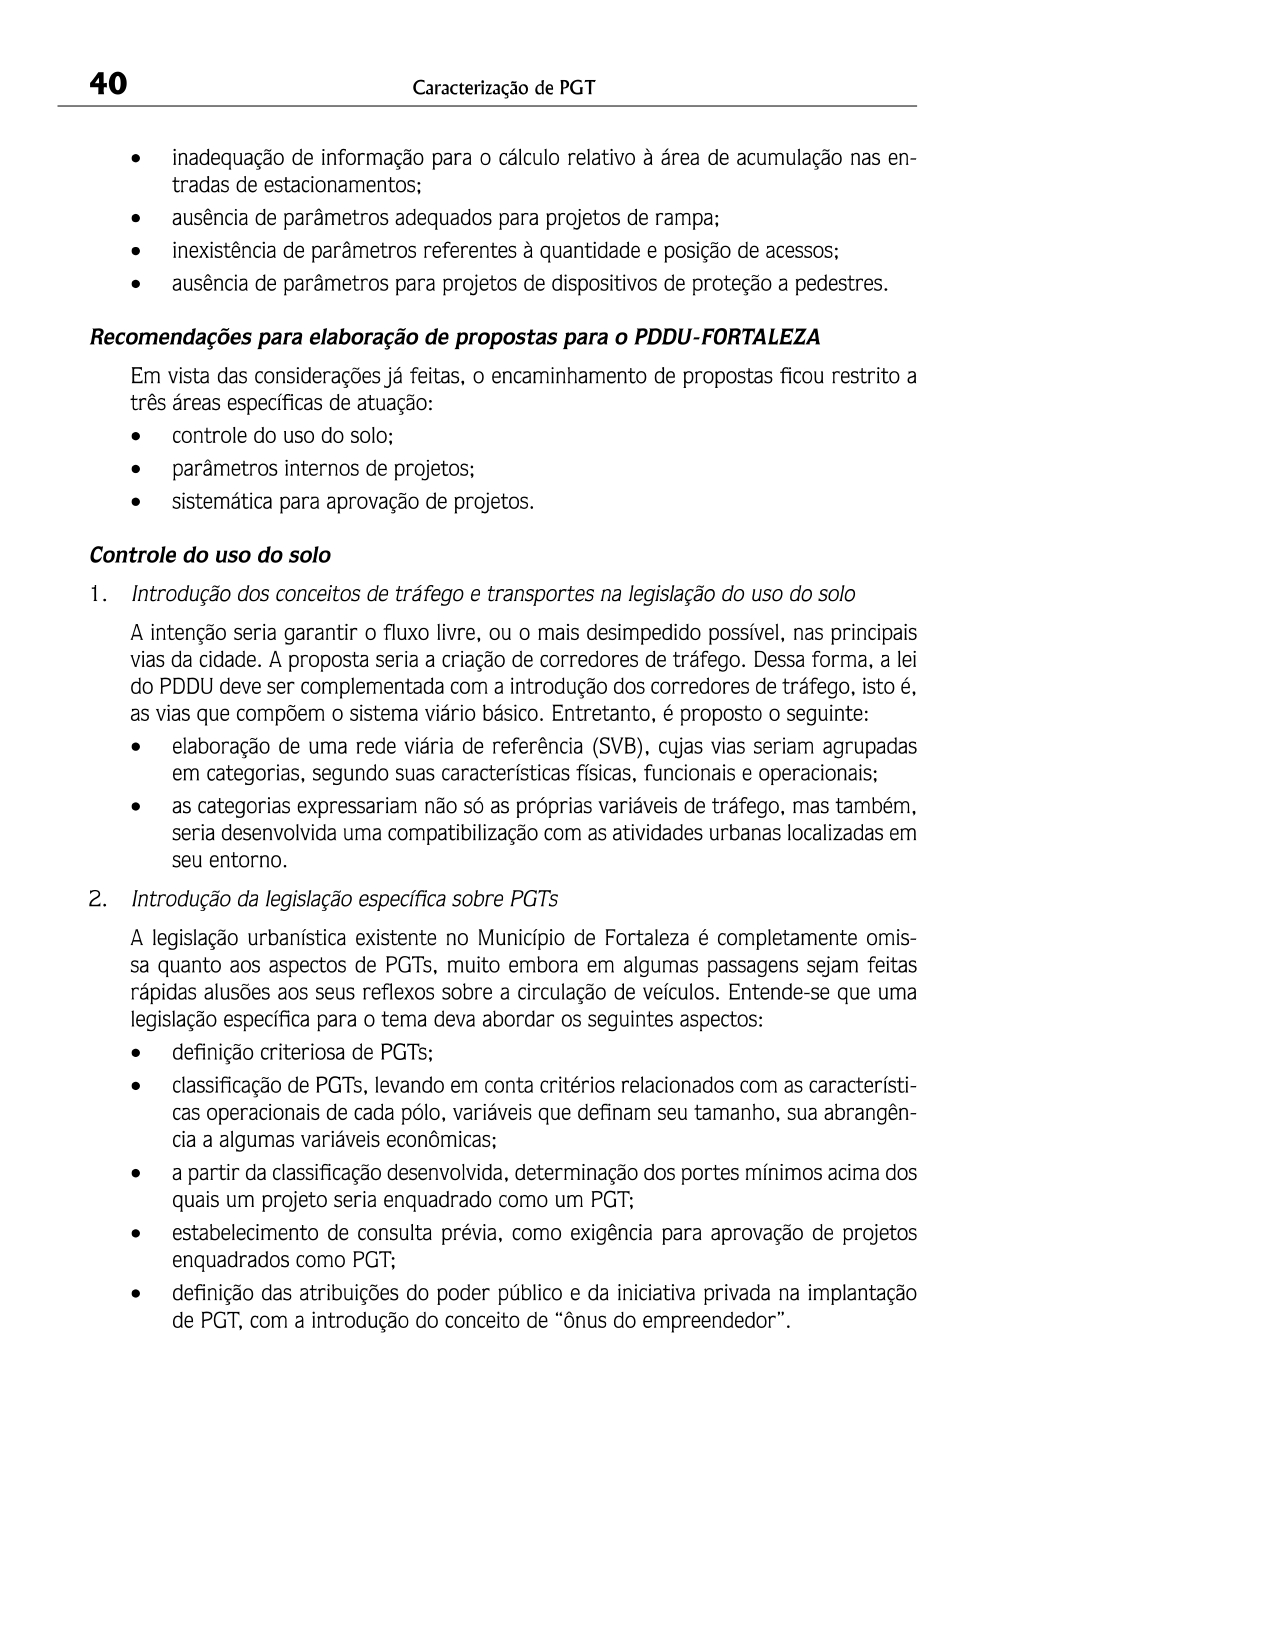 40
Caracterização de PGT
• inadequação de informação para o cálculo relativo à área de acumulação nas en-
tradas de estacionamentos;
• ausência de parâmetros adequados para projetos de rampa;
• inexistência de parâmetros referentes à quantidade e posição de acessos;
• ausência de parâmetros para projetos de dispositivos de proteção a pedestres.
Recomendações para elaboração de propostas para o PDDU-FORTALEZA
Em vista das considerações já feitas, o encaminhamento de propostas ficou restrito a
três áreas específicas de atuação:
• controle do uso do solo;
• parâmetros internos de projetos;
• sistemática para aprovação de projetos.
Controle do uso do solo
1. Introdução dos conceitos de tráfego e transportes na legislação do uso do solo
A intenção seria garantir o fluxo livre, ou o mais desimpedido possível, nas principais
vias da cidade. A proposta seria a criação de corredores de tráfego. Dessa forma, a lei
do PDDU deve ser complementada com a introdução dos corredores de tráfego, isto é,
as vias que compõem o sistema viário básico. Entretanto, é proposto o seguinte:
• elaboração de uma rede viária de referência (SVB), cujas vias seriam agrupadas
em categorias, segundo suas características físicas, funcionais e operacionais;
• as categorias expressariam não só as próprias variáveis de tráfego, mas também,
seria desenvolvida uma compatibilização com as atividades urbanas localizadas em
seu entorno.
2. Introdução da legislação específica sobre PGTs
A legislação urbanística existente no Município de Fortaleza é completamente omis-
sa quanto aos aspectos de PGTs, muito embora em algumas passagens sejam feitas
rápidas alusões aos seus reflexos sobre a circulação de veículos. Entende-se que uma
legislação específica para o tema deva abordar os seguintes aspectos:
• definição criteriosa de PGTs;
• classificação de PGTs, levando em conta critérios relacionados com as característi-
cas operacionais de cada pólo, variáveis que definam seu tamanho, sua abrangên-
cia a algumas variáveis econômicas;
• a partir da classificação desenvolvida, determinação dos portes mínimos acima dos
quais um projeto seria enquadrado como um PGT;
• estabelecimento de consulta prévia, como exigência para aprovação de projetos
enquadrados como PGT;
• definição das atribuições do poder público e da iniciativa privada na implantação
de PGT, com a introdução do conceito de “ônus do empreendedor”.